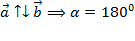 a⃗ ↑↓ b⃗ ⟹ α = 180⁰